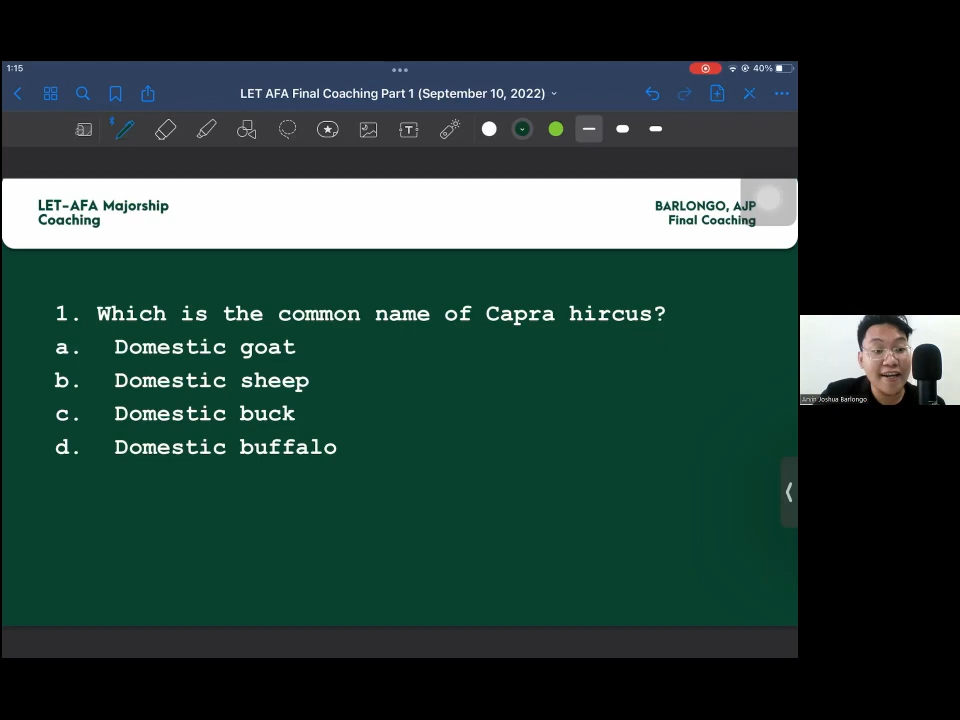 1:15
40%
LET AFA Final Coaching Part 1 (September 10, 2022)
T
LET-AFA Majorship
Coaching
BARLONGO, AJP
Final Coaching
1. Which is the common name of Capra hircus?
a. Domestic goat
b. Domestic sheep
c. Domestic buck
d. Domestic buffalo
Arvin Joshua Barlongo